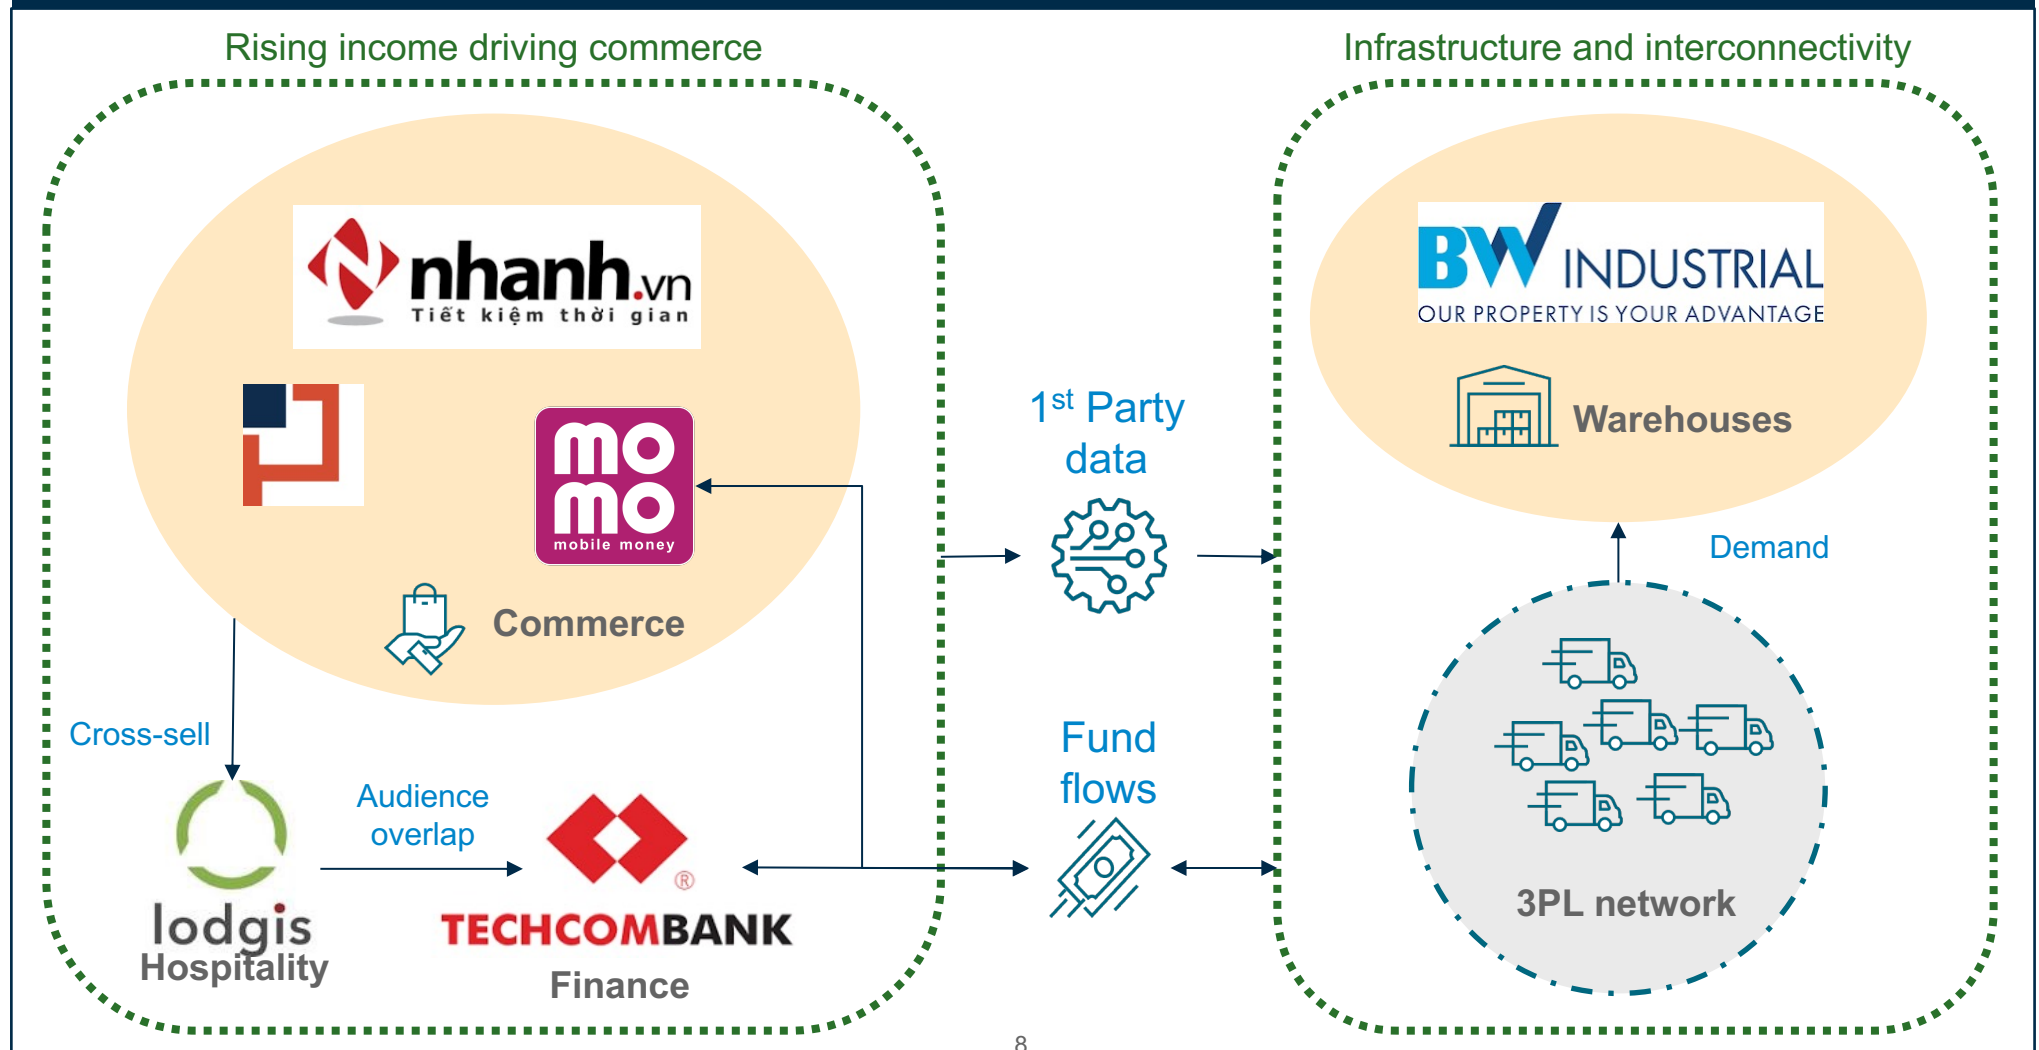 Rising income driving commerce
nhanh.vn
Tiết kiệm thời gian
mo
mo
mobile money
Commerce
Cross-sell
lodgis
Hospitality
Audience
overlap
®
TECHCOMBANK
Finance
1st Party
data
Fund
flows
Infrastructure and interconnectivity
BW INDUSTRIAL
OUR PROPERTY IS YOUR ADVANTAGE
Warehouses
Demand
3PL network
8